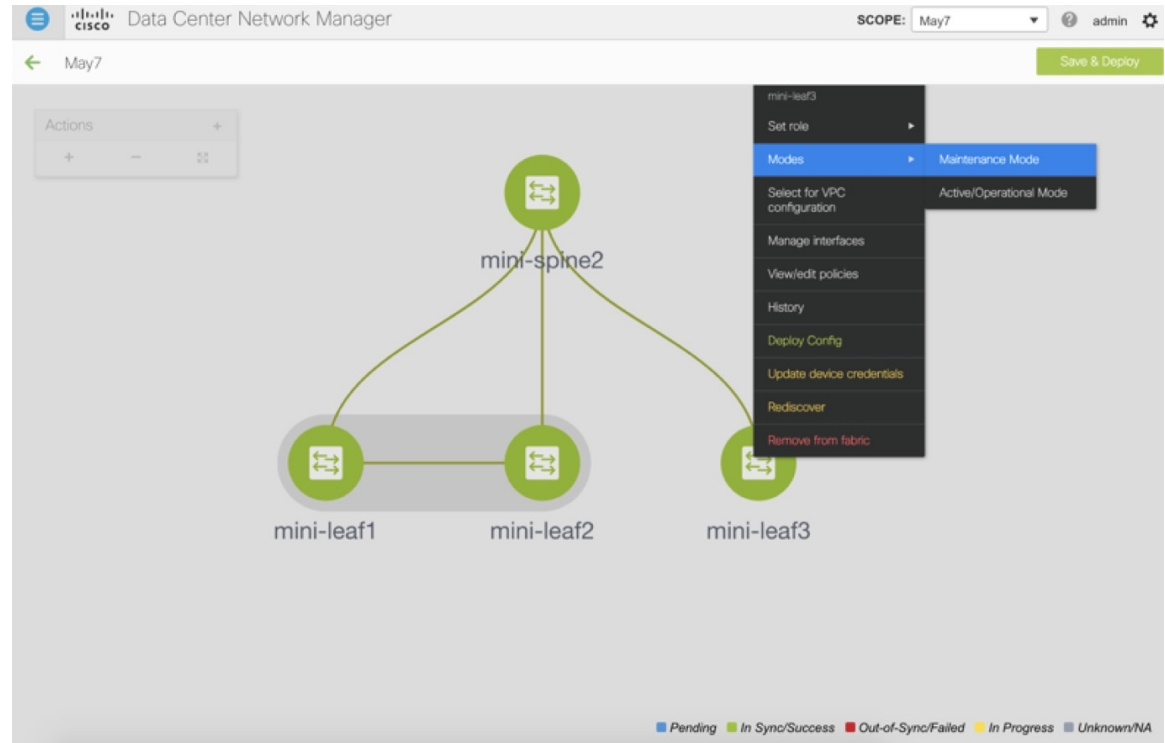 cisco Data Center Network Manager
SCOPE: May7 admin
May7
Save & Deploy
Actions +
+ −
mini-leaf3
Set role
Modes
Maintenance Mode
Select for VPC
configuration
Active/Operational Mode
Manage interfaces
View/edit policies
History
Deploy Config
Update device credentials
Rediscover
Remove from fabric
mini-spine2
mini-leaf1
mini-leaf2
mini-leaf3
Pending In Sync/Success Out-of-Sync/Failed In Progress Unknown/NA